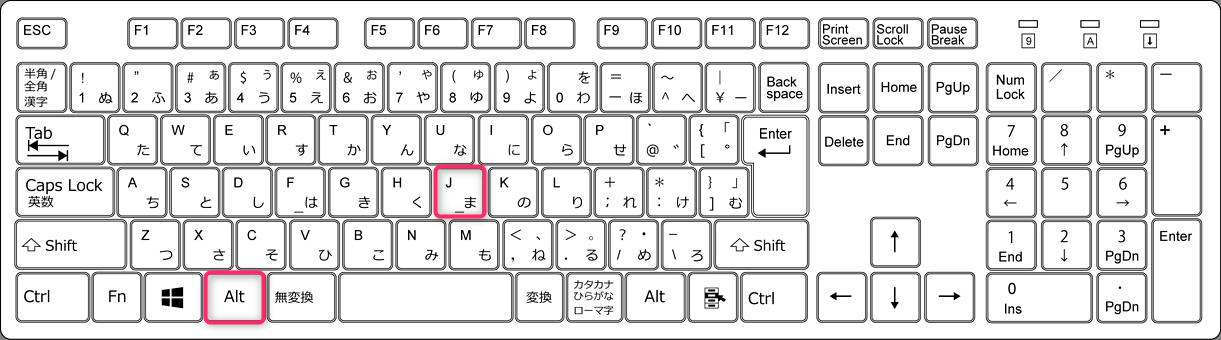 ESC F1 F2 F3 F4 F5 F6 F7 F8 F9 F10 F11 F12 Print Screen Scroll Lock Pause Break 9 A ⬇
半角/全角 漢字 ! 1 ぬ " 2 ふ # ぁ 3 あ $ ぅ 4 う % ぇ 5 え & ぉ 6 お ' ゃ 7 や ( ゅ 8 ゆ ) ょ 9 よ を 0 わ = ー ほ ~ ^ へ | ¥ ー Back space Insert Home PgUp Num Lock / * -
Tab Q た W て E い R す T か Y ん U な I に O ら P せ ` @ ゛ { 「 [ ゜ Enter Delete End PgDn 7 Home 8 ↑ 9 PgUp +
Caps Lock 英数 A ち S と D し F _は G き H く J _ま K の L り + ; れ * : け } 」 ] む 4 ← 5 6 →
⇧ Shift Z つ X さ C そ V ひ B こ N み M も < 、 , ね > 。 . る ? ・ / め _ \ ろ ⇧ Shift ↑ 1 End 2 ↓ 3 PgDn Enter
Ctrl Fn Alt 無変換 変換 カタカナ ひらがな ローマ字 Alt Ctrl ← ↓ → 0 Ins . PgDn